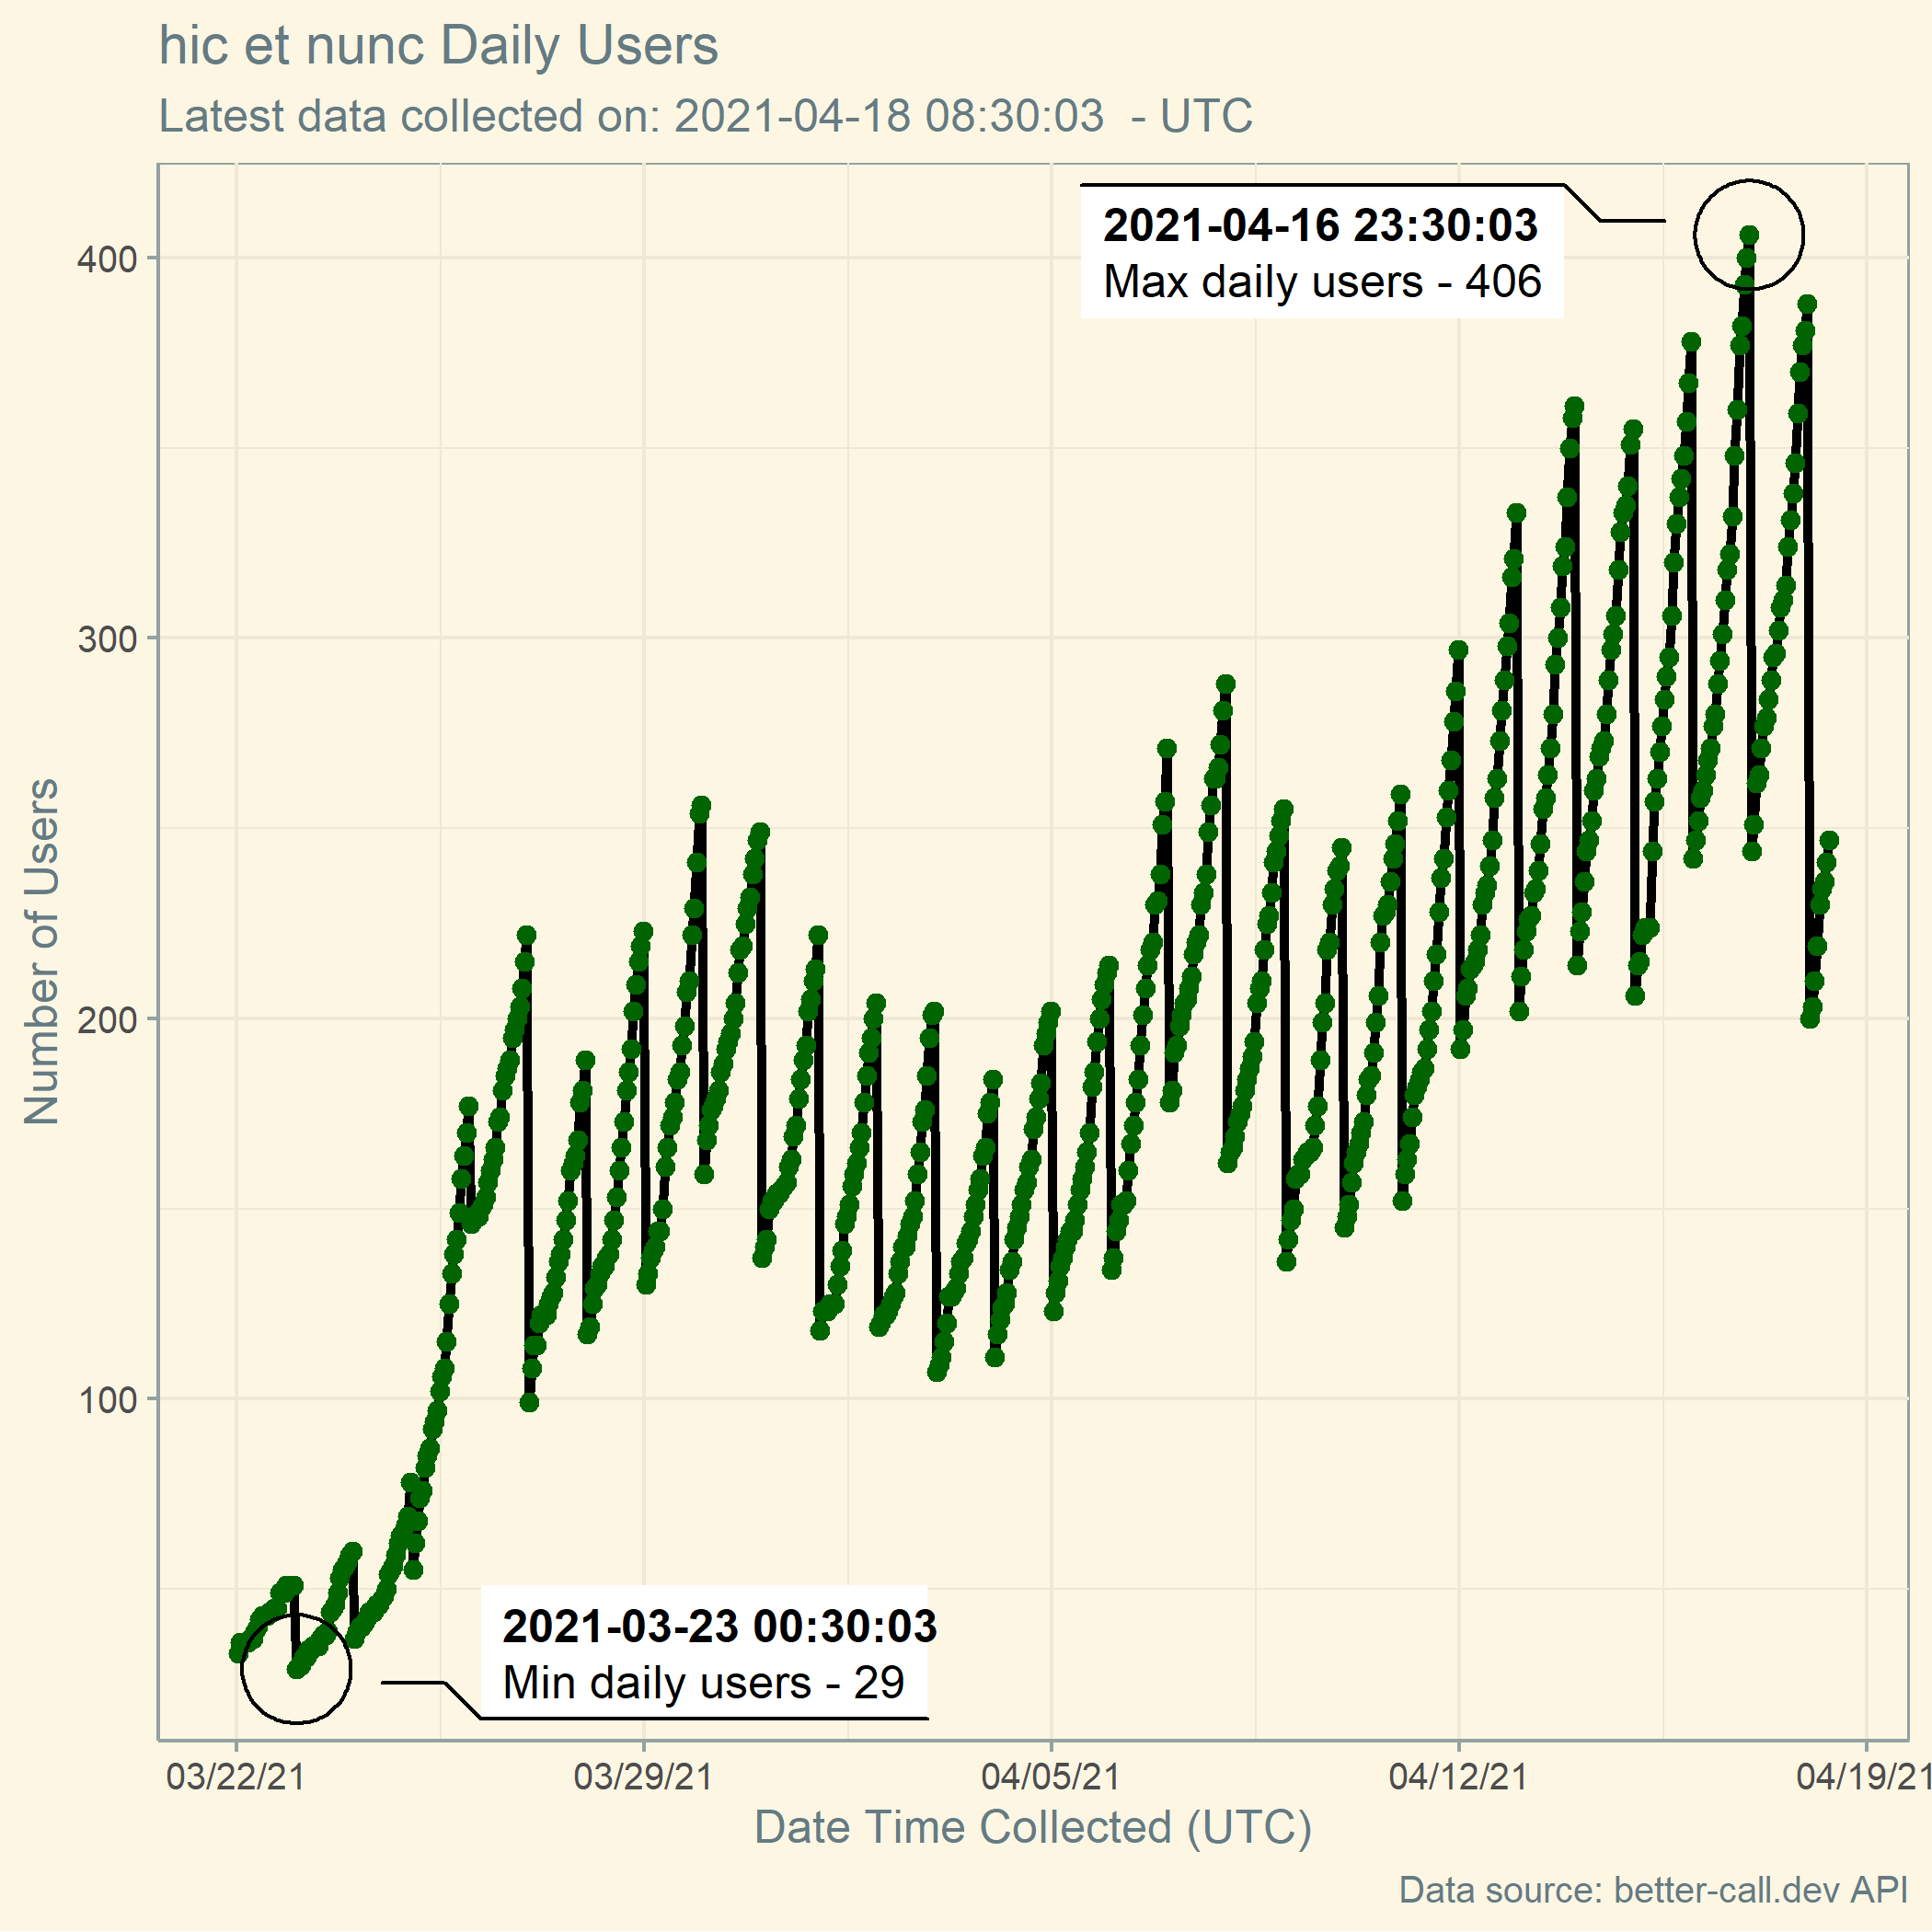 hic et nunc Daily Users
Latest data collected on: 2021-04-18 08:30:03  - UTC
2021-04-16 23:30:03
Max daily users - 406
400
300
200
100
Number of Users
2021-03-23 00:30:03
Min daily users - 29
03/22/21 03/29/21 04/05/21 04/12/21 04/19/21
Date Time Collected (UTC)
Data source: better-call.dev API